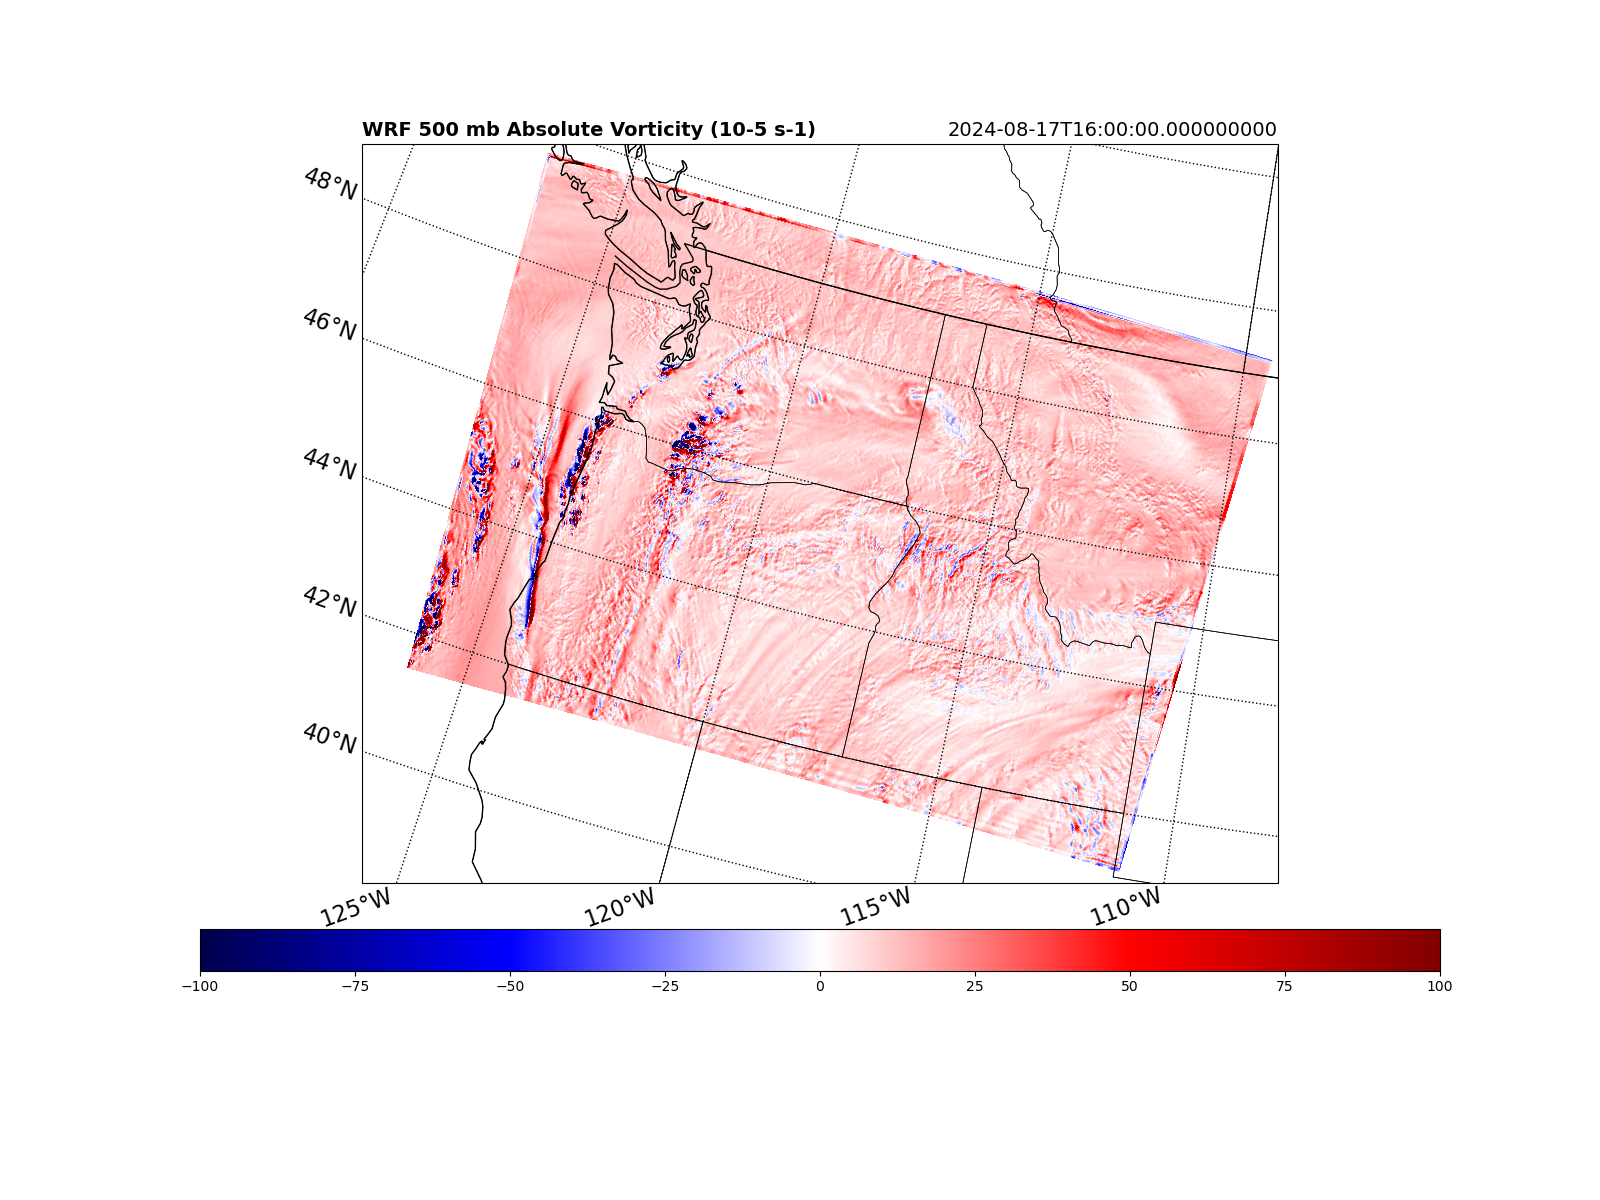 WRF 500 mb Absolute Vorticity (10-5 s-1) 2024-08-17T16:00:00.000000000
48°N
46°N
44°N
42°N
40°N
125°W 120°W 115°W 110°W
−100 −75 −50 −25 0 25 50 75 100